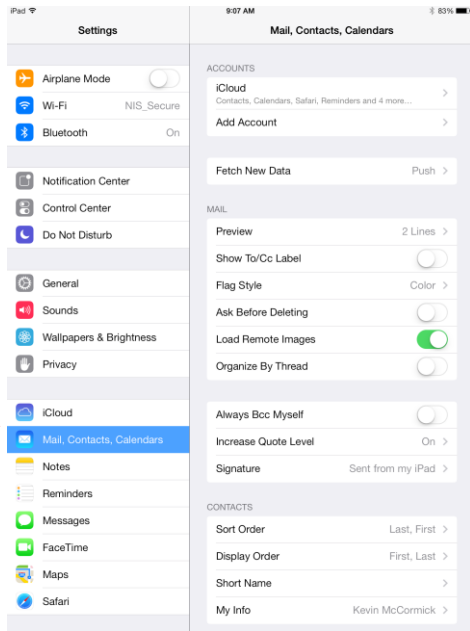 iPad 9:07 AM 83%
Settings
Airplane Mode
Wi-Fi NIS_Secure
Bluetooth On
Notification Center
Control Center
Do Not Disturb
General
Sounds
Wallpapers & Brightness
Privacy
iCloud
Mail, Contacts, Calendars
Notes
Reminders
Messages
FaceTime
Maps
Safari
Mail, Contacts, Calendars
ACCOUNTS
iCloud
Contacts, Calendars, Safari, Reminders and 4 more...
Add Account
Fetch New Data Push
MAIL
Preview 2 Lines
Show To/Cc Label
Flag Style Color
Ask Before Deleting
Load Remote Images
Organize By Thread
Always Bcc Myself
Increase Quote Level On
Signature Sent from my iPad
CONTACTS
Sort Order Last, First
Display Order First, Last
Short Name
My Info Kevin McCormick